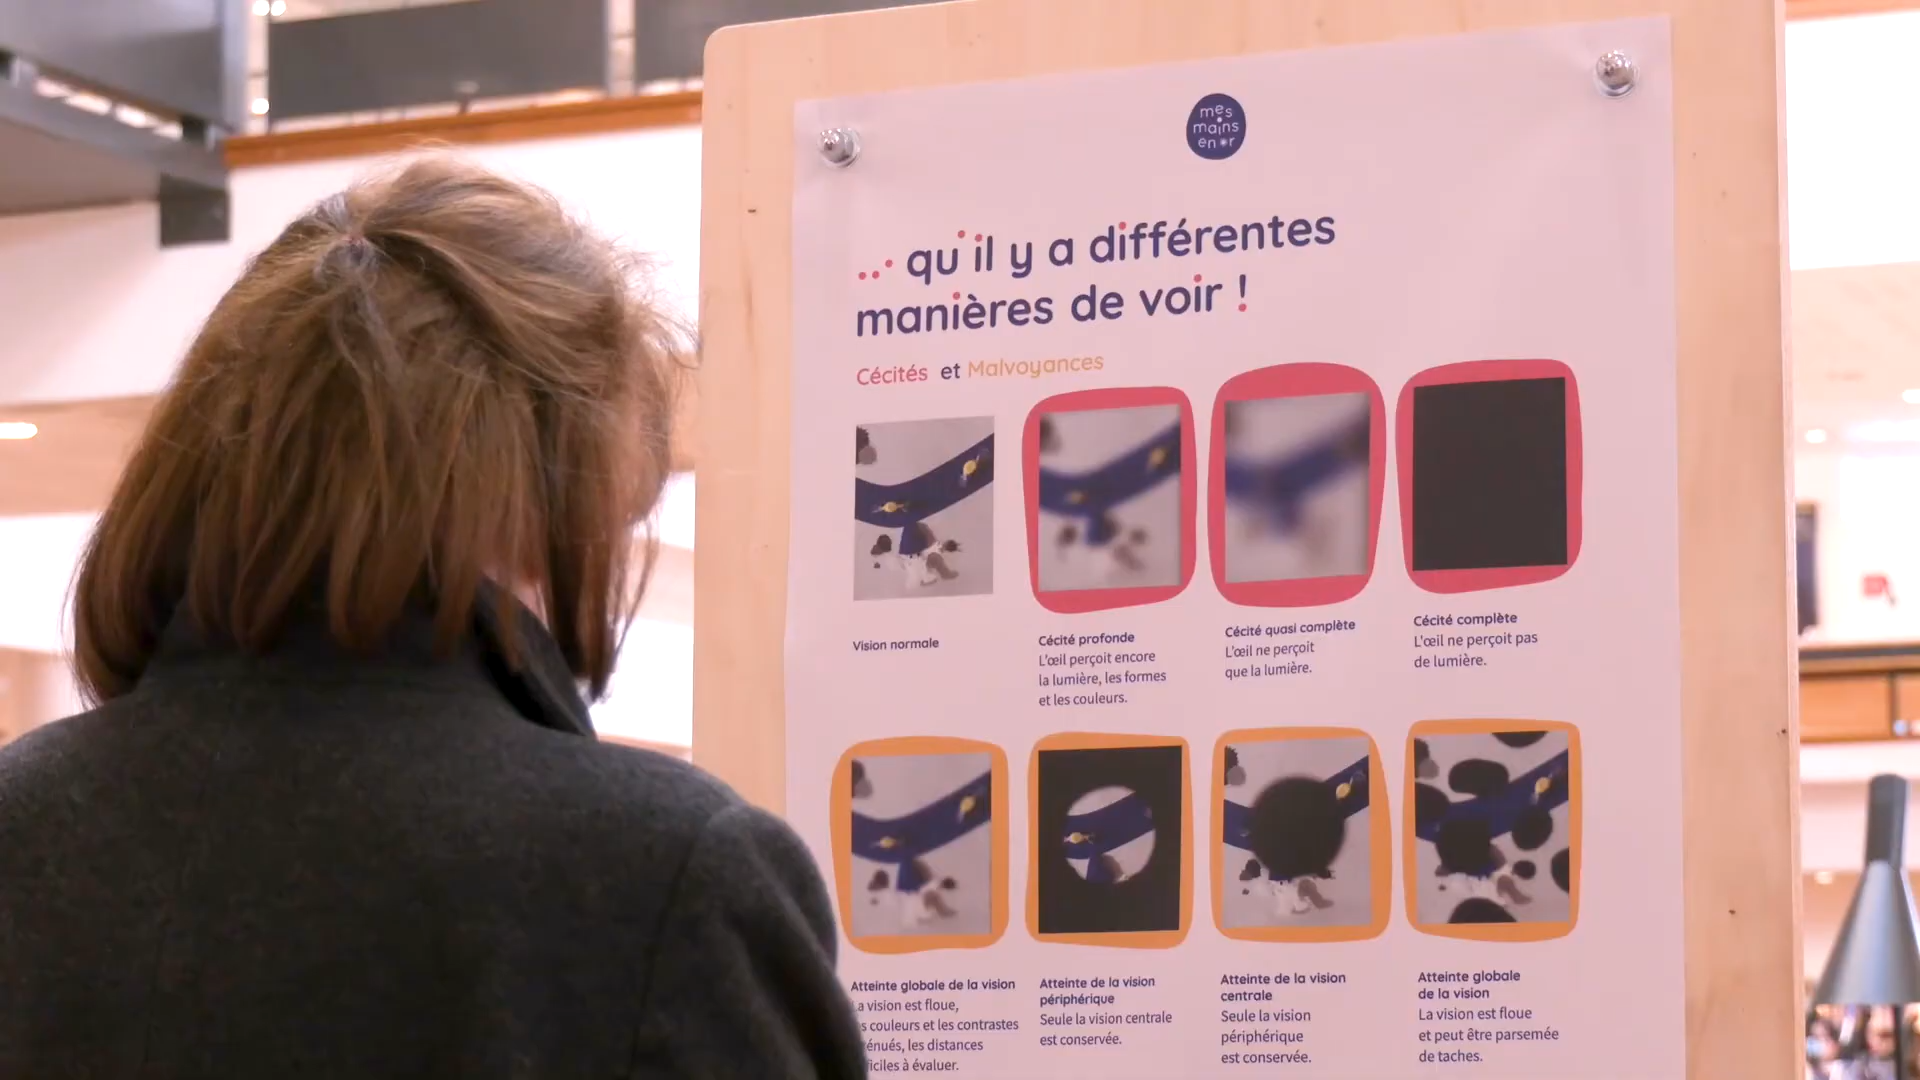 mes
mains
en or
... qu'il y a différentes
manières de voir !
Cécités et Malvoyances
Vision normale
Cécité profonde
L'œil perçoit encore
la lumière, les formes
et les couleurs.
Cécité quasi complète
L'œil ne perçoit
que la lumière.
Cécité complète
L'œil ne perçoit pas
de lumière.
Atteinte globale de la vision
La vision est floue,
couleurs et les contrastes
les distances
à évaluer.
Atteinte de la vision
périphérique
Seule la vision centrale
est conservée.
Atteinte de la vision
centrale
Seule la vision
périphérique
est conservée.
Atteinte globale
de la vision
La vision est floue
et peut être parsemée
de taches.